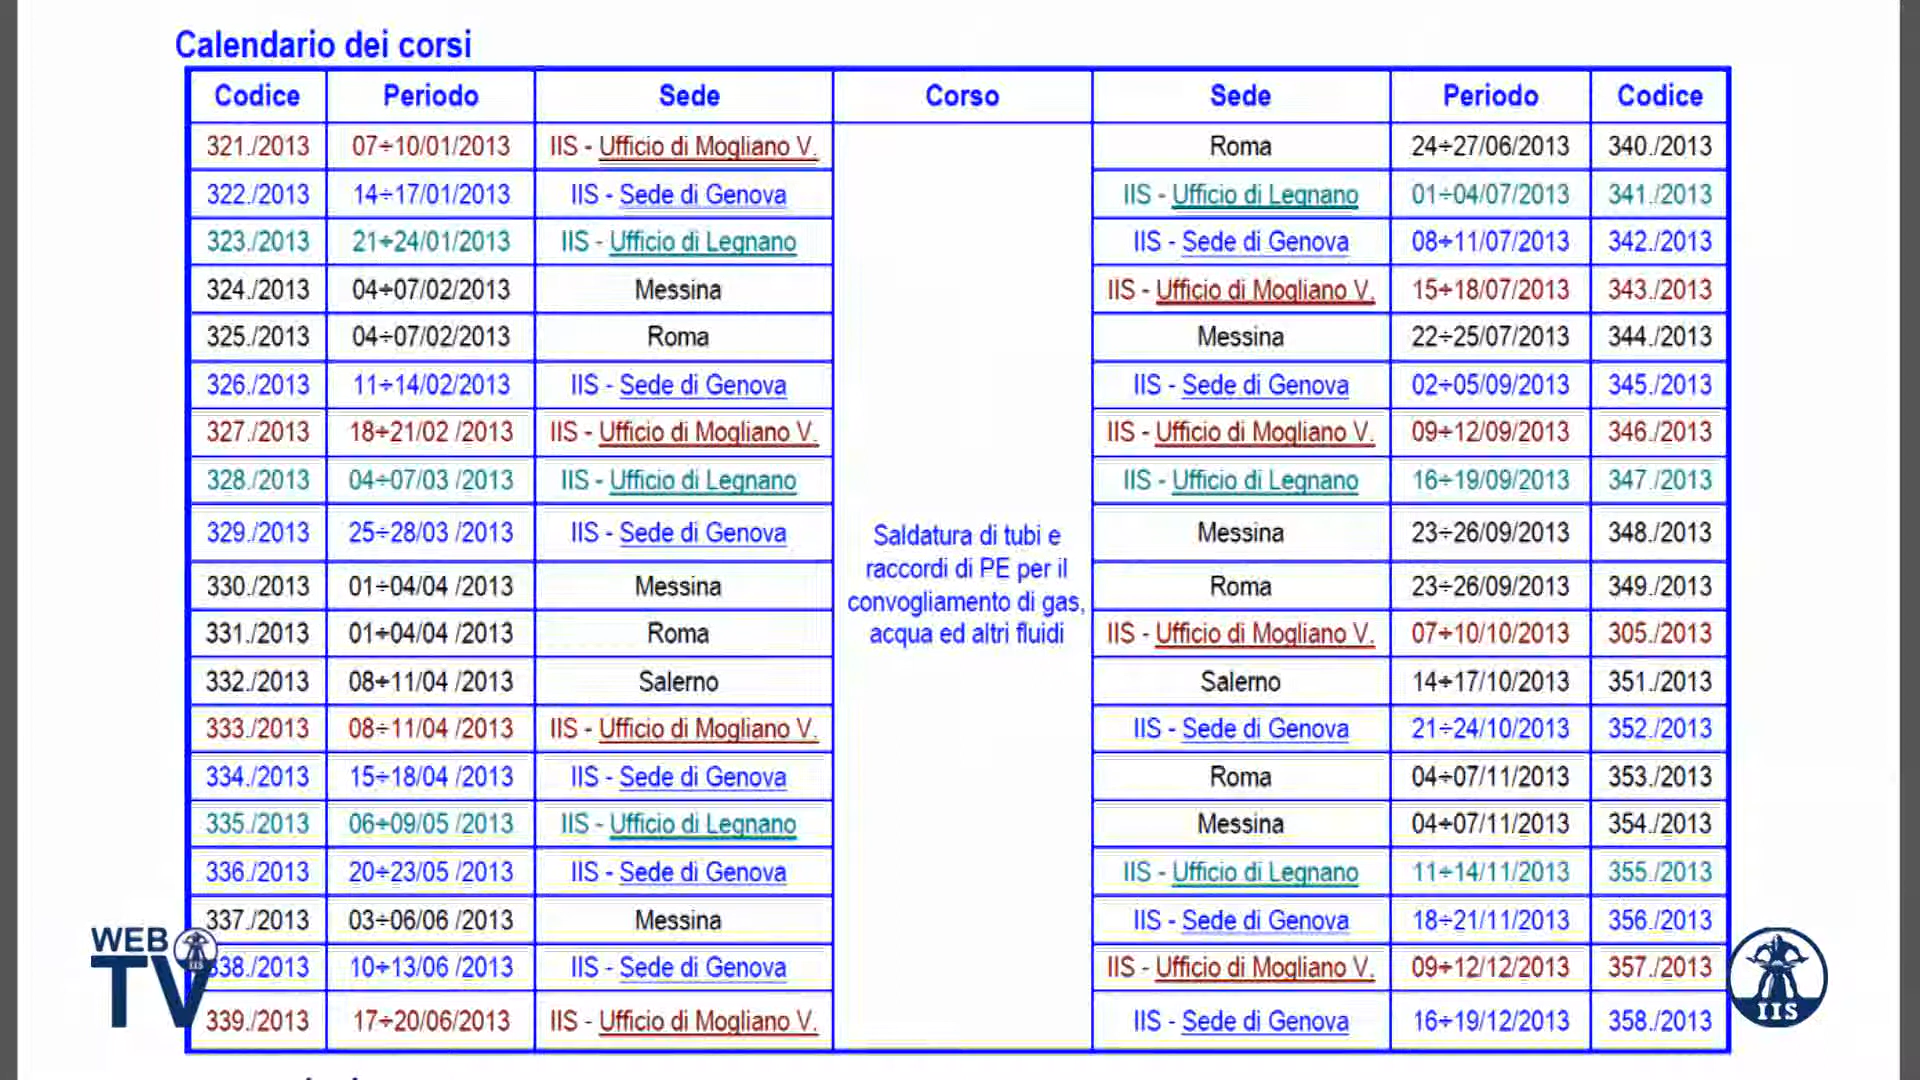 Calendario dei corsi
Codice Periodo Sede Corso Sede Periodo Codice
321./2013 07÷10/01/2013 IIS - Ufficio di Mogliano V. Roma 24÷27/06/2013 340./2013
322./2013 14÷17/01/2013 IIS - Sede di Genova IIS - Ufficio di Legnano 01÷04/07/2013 341./2013
323./2013 21÷24/01/2013 IIS - Ufficio di Legnano IIS - Sede di Genova 08÷11/07/2013 342./2013
324./2013 04÷07/02/2013 Messina IIS - Ufficio di Mogliano V. 15÷18/07/2013 343./2013
325./2013 04÷07/02/2013 Roma Messina 22÷25/07/2013 344./2013
326./2013 11÷14/02/2013 IIS - Sede di Genova IIS - Sede di Genova 02÷05/09/2013 345./2013
327./2013 18÷21/02 /2013 IIS - Ufficio di Mogliano V. IIS - Ufficio di Mogliano V. 09÷12/09/2013 346./2013
328./2013 04÷07/03 /2013 IIS - Ufficio di Legnano IIS - Ufficio di Legnano 16÷19/09/2013 347./2013
329./2013 25÷28/03 /2013 IIS - Sede di Genova Messina 23÷26/09/2013 348./2013
330./2013 01÷04/04 /2013 Messina Roma 23÷26/09/2013 349./2013
331./2013 01÷04/04 /2013 Roma IIS - Ufficio di Mogliano V. 07÷10/10/2013 305./2013
332./2013 08÷11/04 /2013 Salerno Salerno 14÷17/10/2013 351./2013
333./2013 08÷11/04 /2013 IIS - Ufficio di Mogliano V. IIS - Sede di Genova 21÷24/10/2013 352./2013
334./2013 15÷18/04 /2013 IIS - Sede di Genova Roma 04÷07/11/2013 353./2013
335./2013 06÷09/05 /2013 IIS - Ufficio di Legnano Messina 04÷07/11/2013 354./2013
336./2013 20÷23/05 /2013 IIS - Sede di Genova IIS - Ufficio di Legnano 11÷14/11/2013 355./2013
337./2013 03÷06/06 /2013 Messina IIS - Sede di Genova 18÷21/11/2013 356./2013
338./2013 10÷13/06 /2013 IIS - Sede di Genova IIS - Ufficio di Mogliano V. 09÷12/12/2013 357./2013
339./2013 17÷20/06/2013 IIS - Ufficio di Mogliano V. IIS - Sede di Genova 16÷19/12/2013 358./2013
Saldatura di tubi e
raccordi di PE per il
convogliamento di gas,
acqua ed altri fluidi
WEB
TV
IIS
IIS